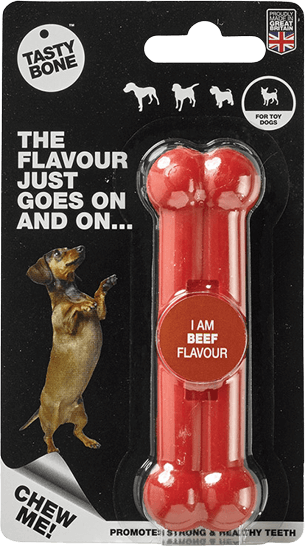 TASTY
BONE
™
PROUDLY
MADE IN
GREAT
BRITAIN
FOR TOY
DOGS
THE
FLAVOUR
JUST
GOES ON
AND ON...
I AM
BEEF
FLAVOUR
CHEW
ME!
PROMOTES STRONG & HEALTHY TEETH